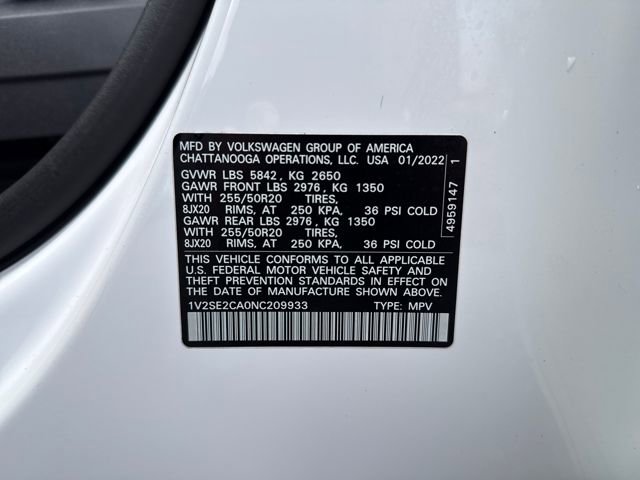 MFD BY VOLKSWAGEN GROUP OF AMERICA
CHATTANOOGA OPERATIONS, LLC. USA 01/2022
GVWR LBS 5842, KG 2650
GAWR FRONT LBS 2976, KG 1350
WITH 255/50R20 TIRES,
8JX20 RIMS, AT 250 KPA, 36 PSI COLD
GAWR REAR LBS 2976, KG 1350
WITH 255/50R20 TIRES,
8JX20 RIMS, AT 250 KPA, 36 PSI COLD
THIS VEHICLE CONFORMS TO ALL APPLICABLE
U.S. FEDERAL MOTOR VEHICLE SAFETY AND
THEFT PREVENTION STANDARDS IN EFFECT ON
THE DATE OF MANUFACTURE SHOWN ABOVE.
1V2SE2CA0NC209933 TYPE: MPV
4959147 1